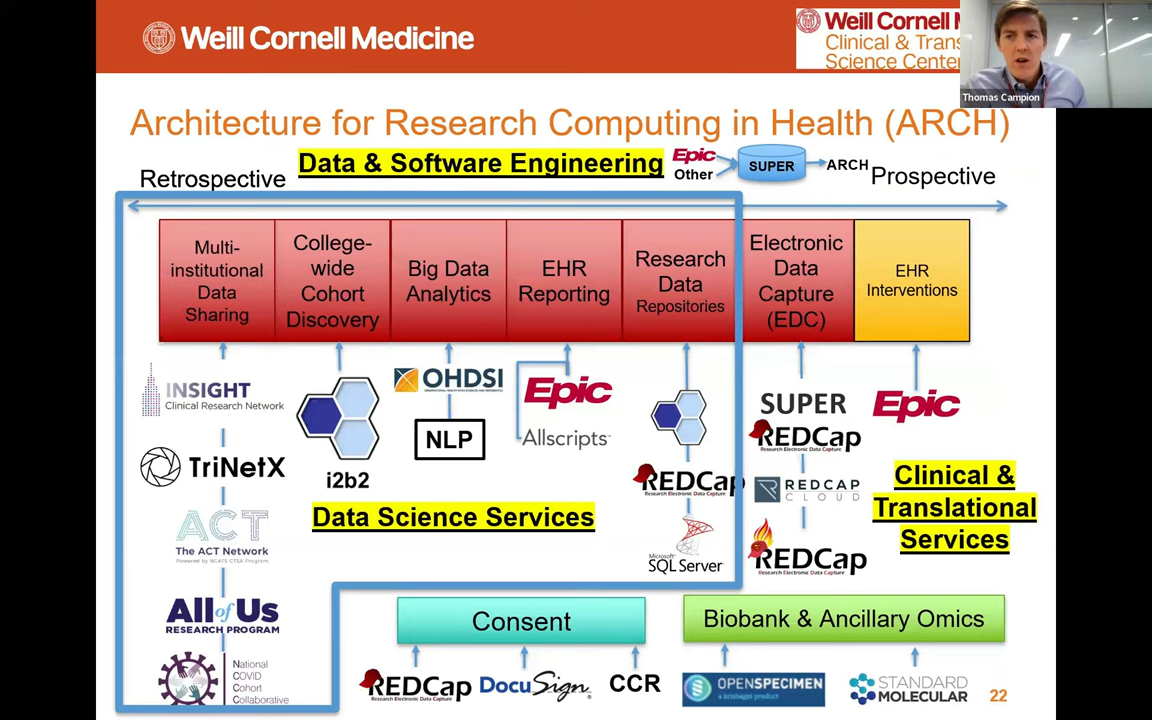 Weill Cornell Medicine
Weill Cornell
Clinical &
Science Center
Thomas Campion
Architecture for Research Computing in Health (ARCH)
Data & Software Engineering
Epic
Other
SUPER
ARCH
Retrospective
Prospective
Multi-
institutional
Data
Sharing
College-
wide
Cohort
Discovery
Big Data
Analytics
EHR
Reporting
Research
Data
Repositories
Electronic
Data
Capture
(EDC)
EHR
Interventions
INSIGHT
Clinical Research Network
TriNetX
ACT
The ACT Network
Powered by NCATS CTSA Program
All of Us
RESEARCH PROGRAM
National
COVID
Cohort
Collaborative
i2b2
OHDSI
NLP
Epic
Allscripts
REDCap
Research Electronic Data Capture
Microsoft
SQL Server
SUPER
REDCap
Research Electronic Data Capture
REDCAP
CLOUD
REDCap
Research Electronic Data Capture
Epic
Data Science Services
Clinical &
Translational
Services
Consent
REDCap
Research Electronic Data Capture
DocuSign
CCR
Biobank & Ancillary Omics
OPENSPECIMEN
a krishagni product
STANDARD
MOLECULAR
22